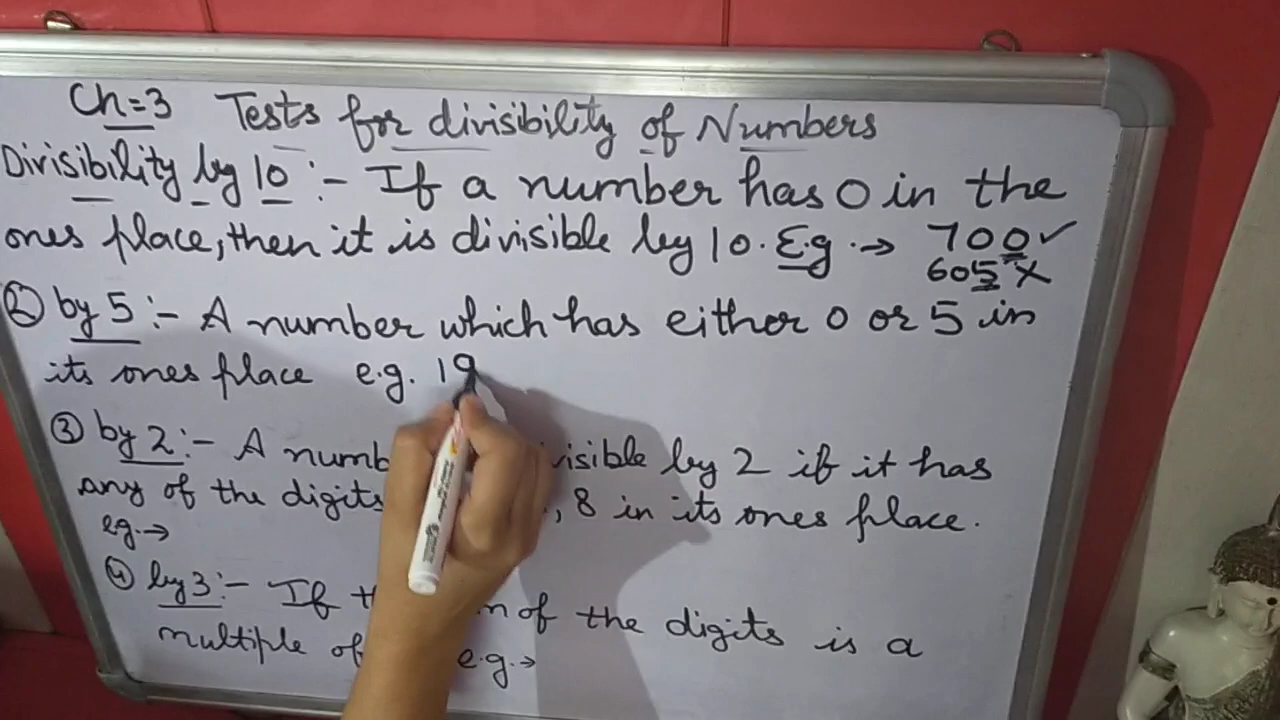 Ch=3 Tests for divisibility of Numbers
Divisibility by 10 :- If a number has 0 in the
ones place, then it is divisible by 10. E.g. → 700 ✓
605 X
② by 5 :- A number which has either 0 or 5 in
its ones place e.g. 19
③ by 2 :- A divisible by 2 if it has
any of the digits , 8 in its ones place.
eg. →
④ by 3 :- If of the digits is a
multiple of e.g. →